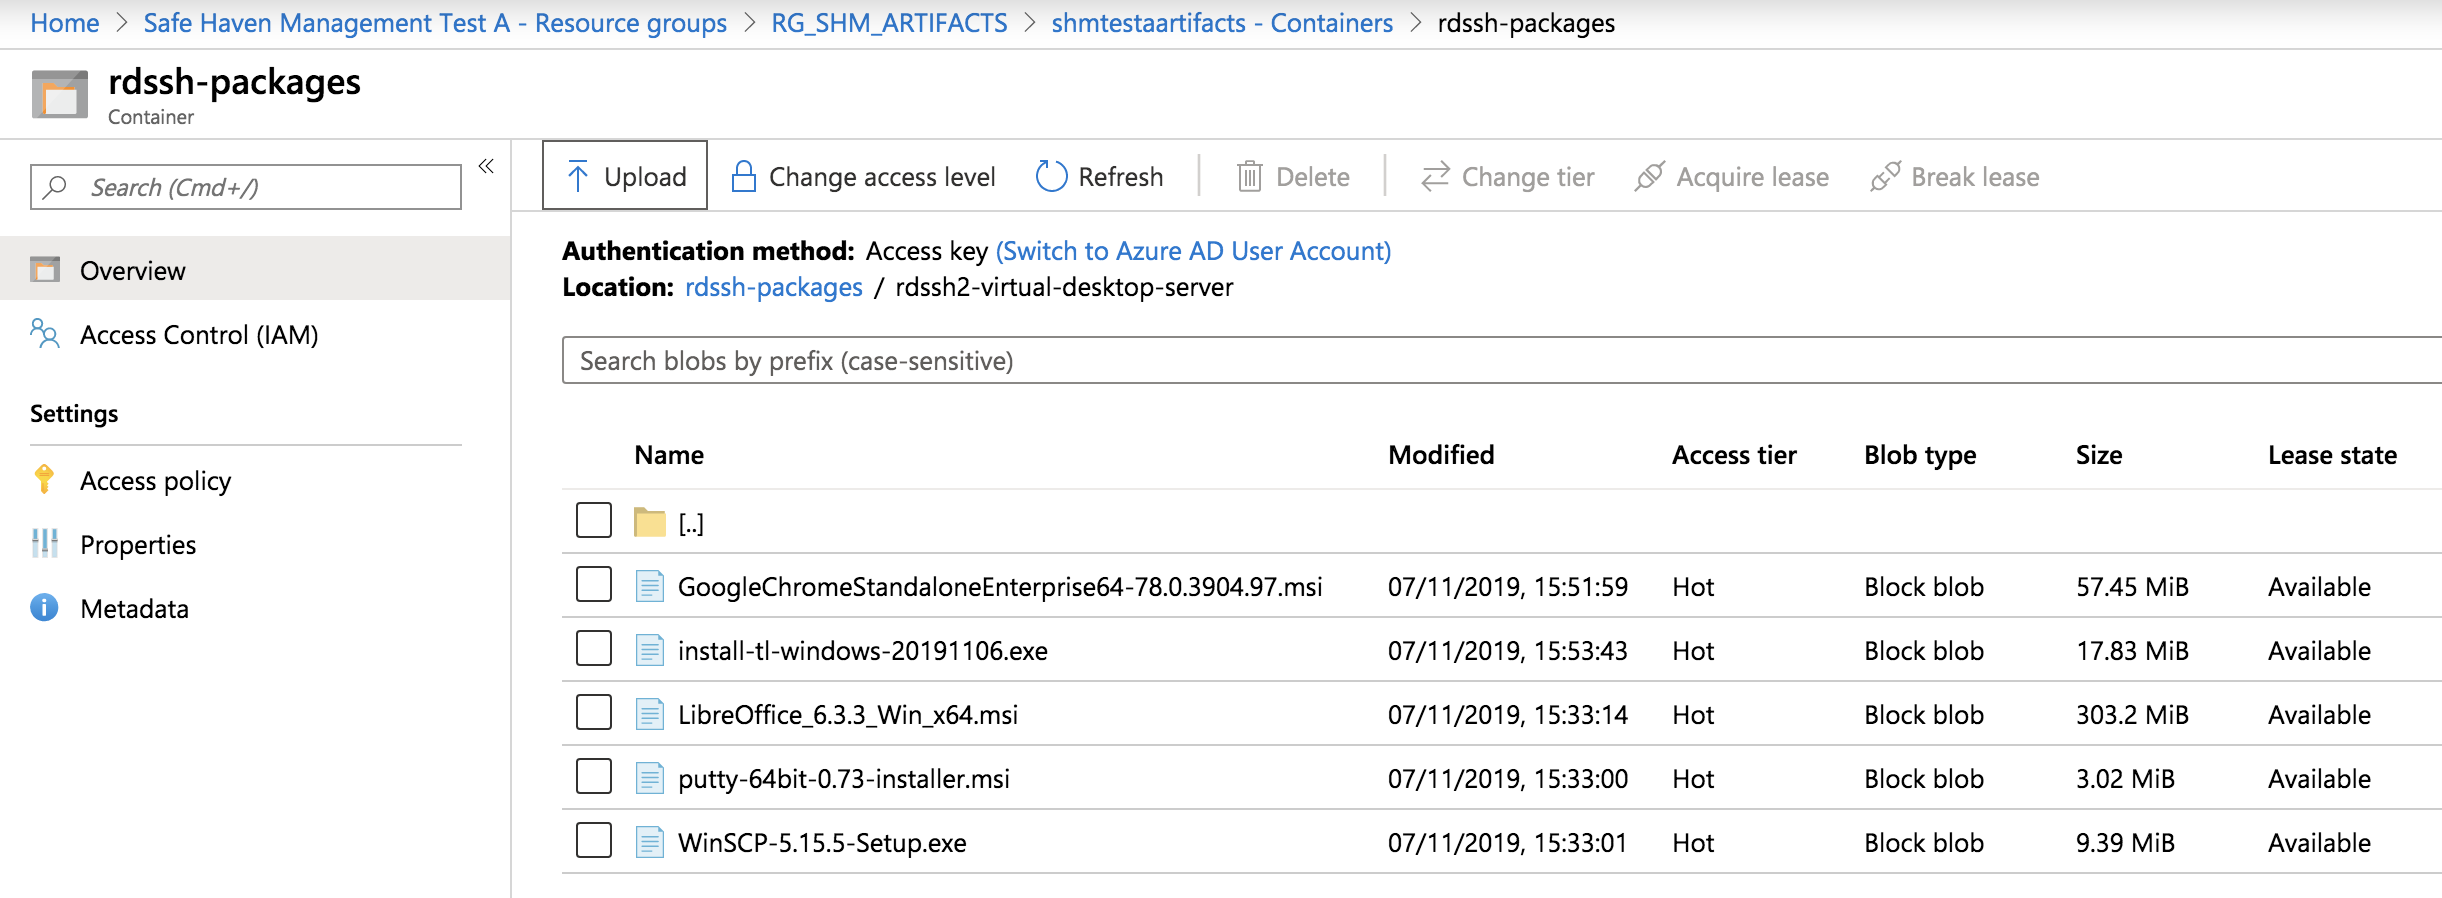 Home > Safe Haven Management Test A - Resource groups > RG_SHM_ARTIFACTS > shmtestaartifacts - Containers > rdssh-packages
rdssh-packages
Container
Search (Cmd+/)
«
Overview
Access Control (IAM)
Settings
Access policy
Properties
Metadata
Upload Change access level Refresh Delete Change tier Acquire lease Break lease
Authentication method: Access key (Switch to Azure AD User Account)
Location: rdssh-packages / rdssh2-virtual-desktop-server
Search blobs by prefix (case-sensitive)
Name Modified Access tier Blob type Size Lease state
[..]
GoogleChromeStandaloneEnterprise64-78.0.3904.97.msi 07/11/2019, 15:51:59 Hot Block blob 57.45 MiB Available
install-tl-windows-20191106.exe 07/11/2019, 15:53:43 Hot Block blob 17.83 MiB Available
LibreOffice_6.3.3_Win_x64.msi 07/11/2019, 15:33:14 Hot Block blob 303.2 MiB Available
putty-64bit-0.73-installer.msi 07/11/2019, 15:33:00 Hot Block blob 3.02 MiB Available
WinSCP-5.15.5-Setup.exe 07/11/2019, 15:33:01 Hot Block blob 9.39 MiB Available